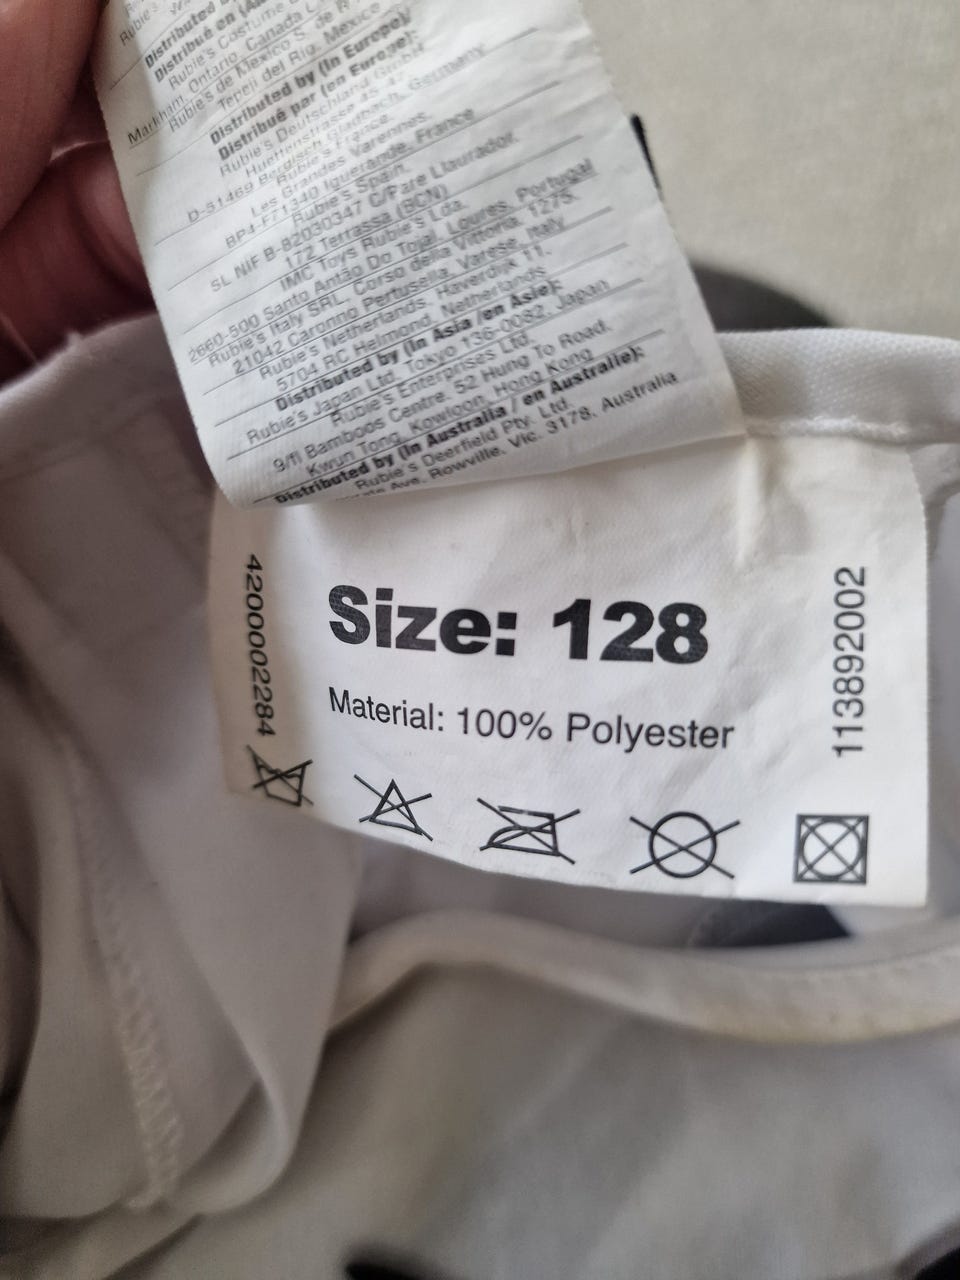 Rubie's
Distributed by
Distribué en
Rubie's Costume
Markham, Ontario, Canada
Rubie's de Mexico S. de R
Tepeji del Rio, Mexico
Distributed by (In Europe)/
Distribué par (en Europe):
Rubie's Deutschland GmbH
Huettenstrasse 45 - 47
D-51469 Bergisch Gladbach, Germany
Rubie's France.
Les Grandes Varennes.
BP4-F71340 Iguerande, France
Rubie's Spain.
SL NIF B-82030347 C/Pare Llaurador.
172 Terrassa (BCN)
IMC Toys Rubie's Lda.
2660-500 Santo Antão Do Tojal, Loures, Portugal
Rubie's Italy SRL. Corso della Vittoria, 1275,
21042 Caronno Pertusella, Varese, Italy
Rubie's Netherlands. Haverdijk 11.
5704 RC Helmond, Netherlands
Distributed by (In Asia /en Asie):
Rubie's Japan Ltd. Tokyo 136-0082, Japan
Rubie's Enterprises Ltd.
9/fl Bamboos Centre. 52 Hung To Road.
Kwun Tong, Kowloon, Hong Kong
Distributed by (In Australia / en Australie):
Rubie's Deerfield Pty. Ltd.
Ave, Rowville, Vic. 3178. Australia
4200002284
Size: 128
Material: 100% Polyester
113892002